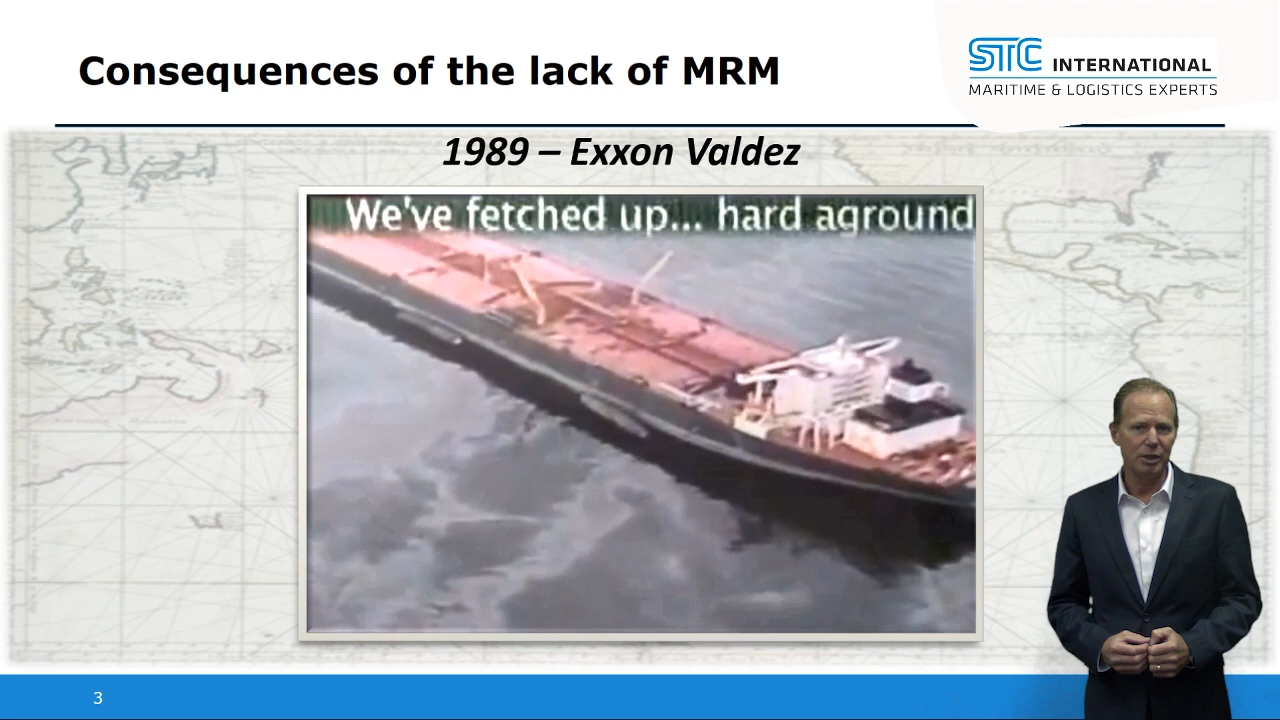 Consequences of the lack of MRM
STC INTERNATIONAL
MARITIME & LOGISTICS EXPERTS
1989 – Exxon Valdez
We've fetched up... hard aground
3